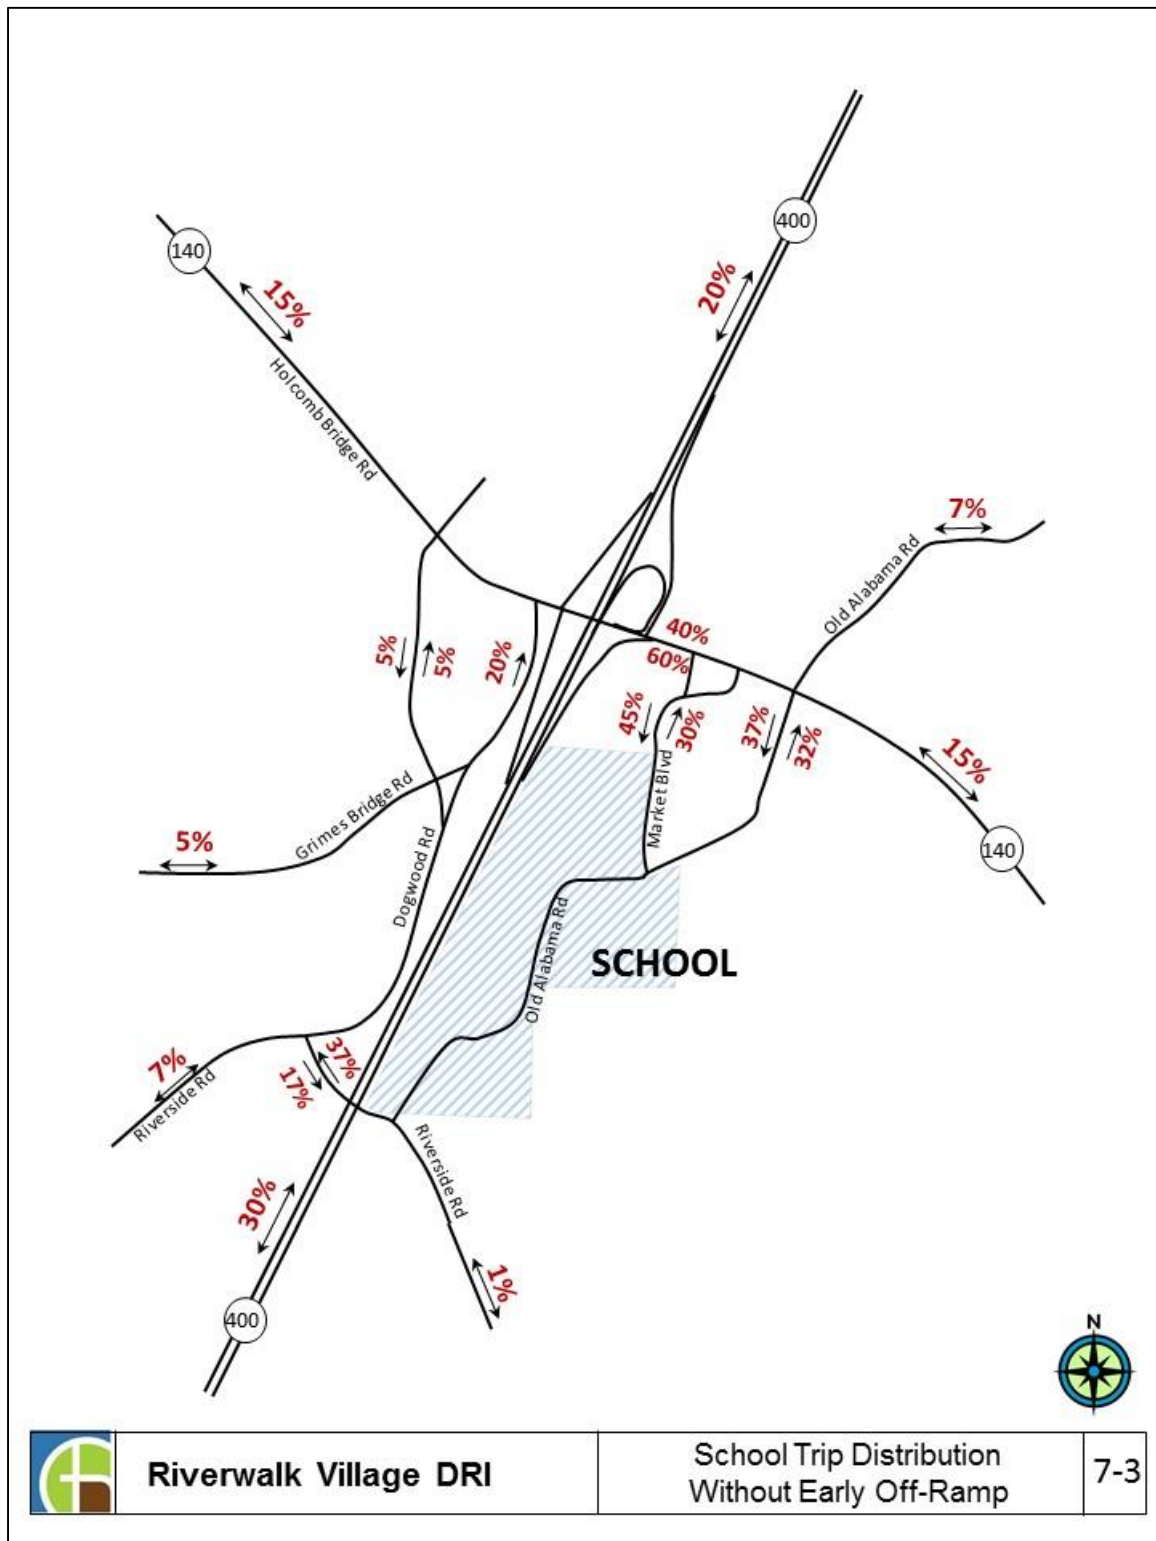 400
140
20%
15%
Holcomb Bridge Rd
7%
Old Alabama Rd
40%
60%
5%
5%
20%
45%
30%
37%
32%
15%
Market Blvd
Grimes Bridge Rd
5%
Dogwood Rd
140
Old Alabama Rd
SCHOOL
7%
Riverside Rd
37%
17%
Riverside Rd
30%
1%
400
N
Riverwalk Village DRI
School Trip Distribution
Without Early Off-Ramp
7-3